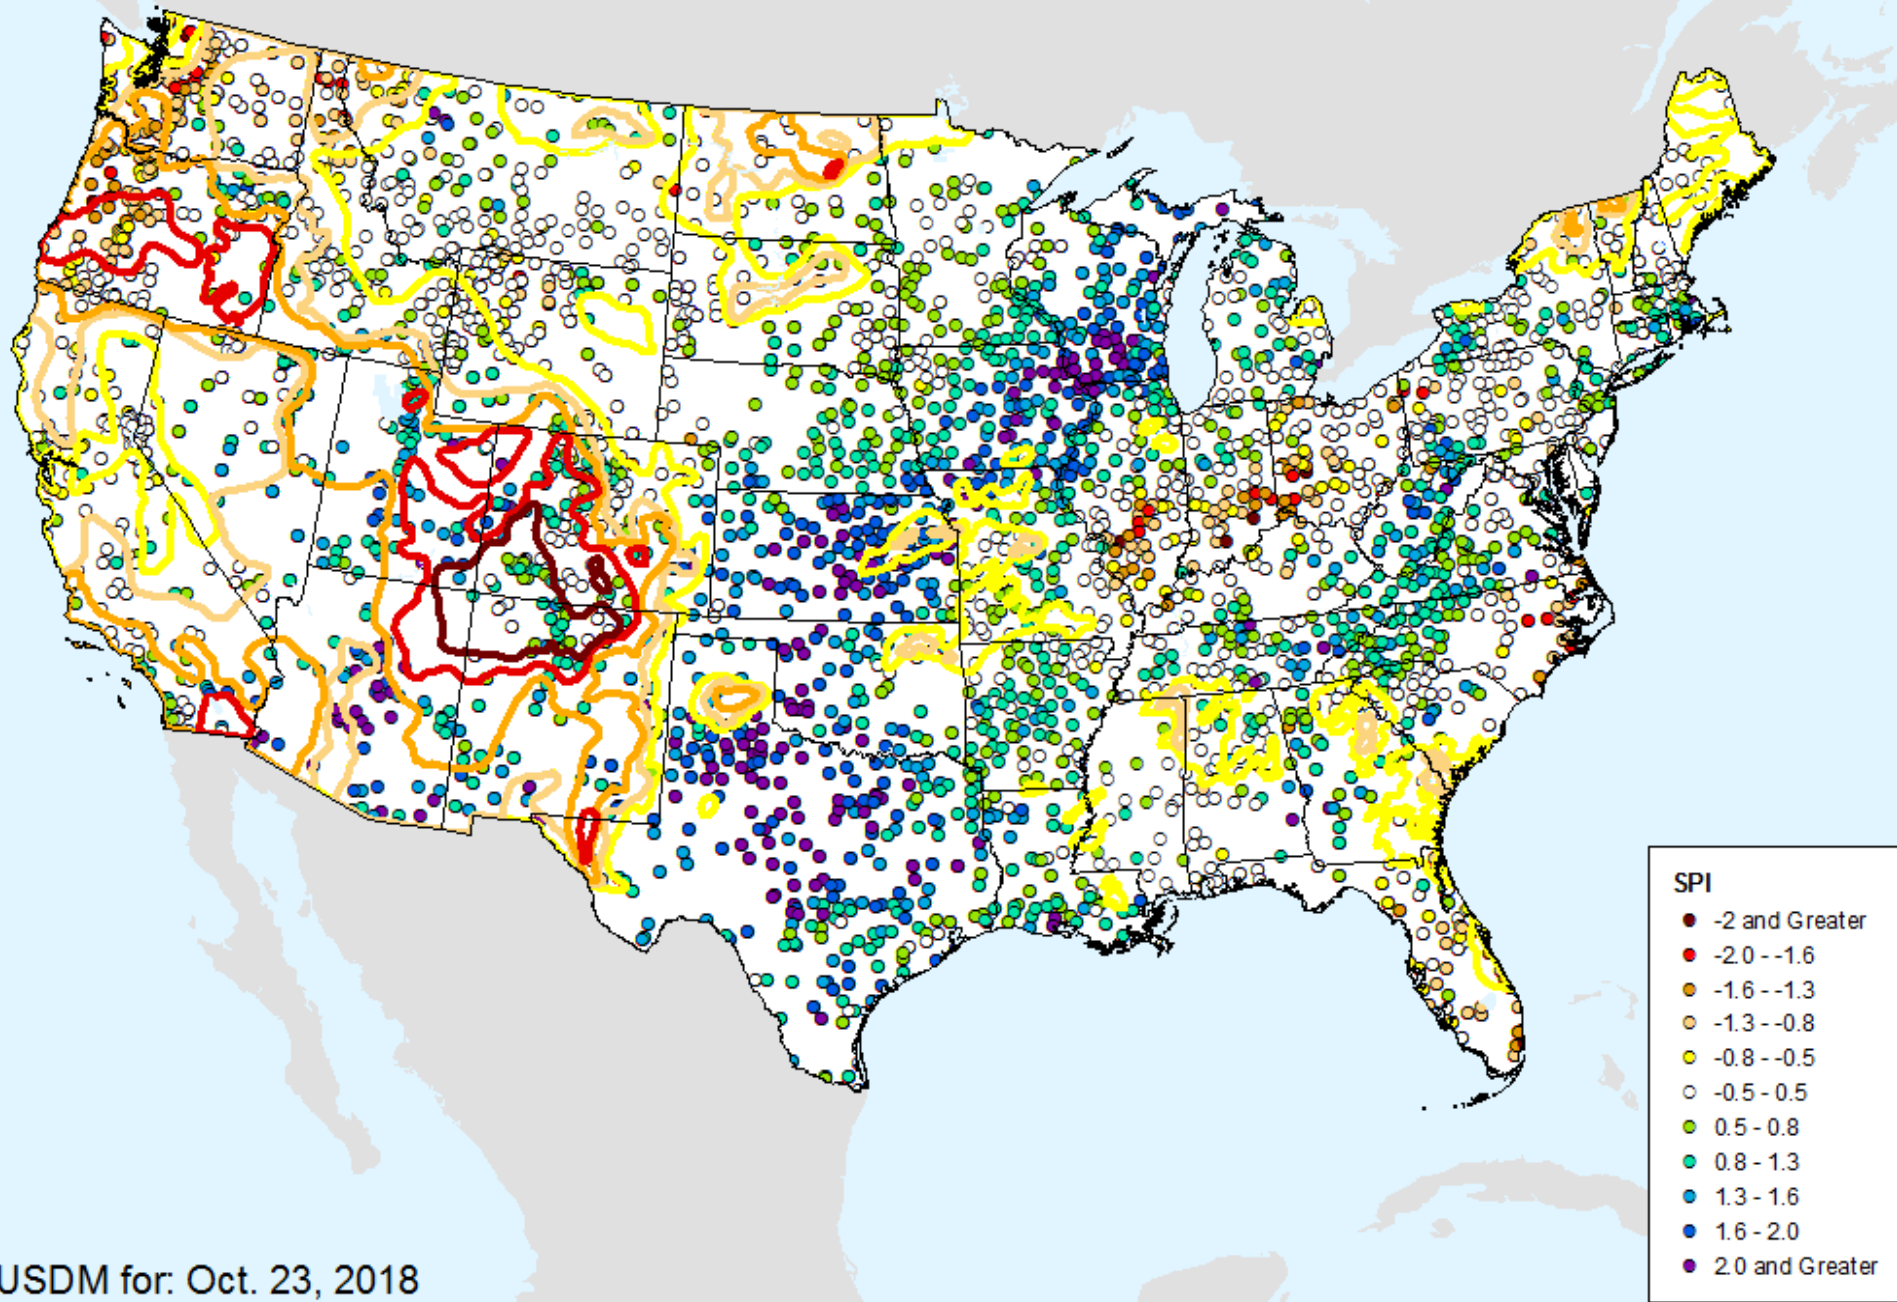 SPI
-2 and Greater
-2.0 - -1.6
-1.6 - -1.3
-1.3 - -0.8
-0.8 - -0.5
-0.5 - 0.5
0.5 - 0.8
0.8 - 1.3
1.3 - 1.6
1.6 - 2.0
2.0 and Greater
USDM for: Oct. 23, 2018